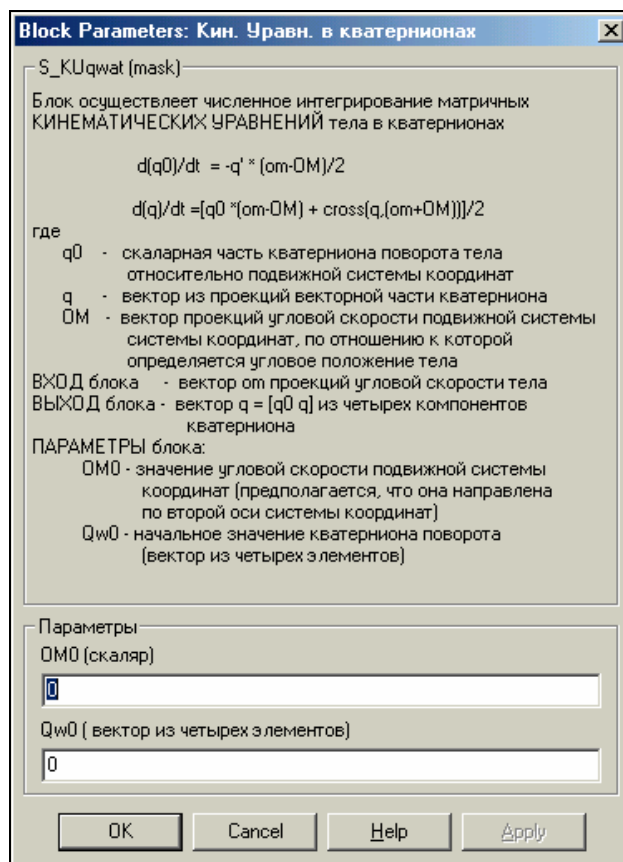 Block Parameters: Кин. Уравн. в кватернионах
S_KUqwat (mask)
Блок осуществлеет численное интегрирование матричных
КИНЕМАТИЧЕСКИХ УРАВНЕНИЙ тела в кватернионах
d(q0)/dt = -q' * (om-OM)/2
d(q)/dt =[q0 *(om-OM) + cross(q,(om+OM))]/2
где
q0 - скаларная часть кватерниона поворота тела
относительно подвижной системы координат
q - вектор из проекций векторной части кватерниона
OM - вектор проекций угловой скорости подвижной системы
системы координат, по отношению к которой
определяется угловое положение тела
ВХОД блока - вектор om проекций угловой скорости тела
ВЫХОД блока - вектор q = [q0 q] из четырех компонентов
кватерниона
ПАРАМЕТРЫ блока:
OM0 - значение угловой скорости подвижной системы
координат (предполагается, что она направлена
по второй оси системы координат)
Qw0 - начальное значение кватерниона поворота
(вектор из четырех элементов)
Параметры
OM0 (скаляр)
0
Qw0 ( вектор из четырех элементов)
0
OK Cancel Help Apply